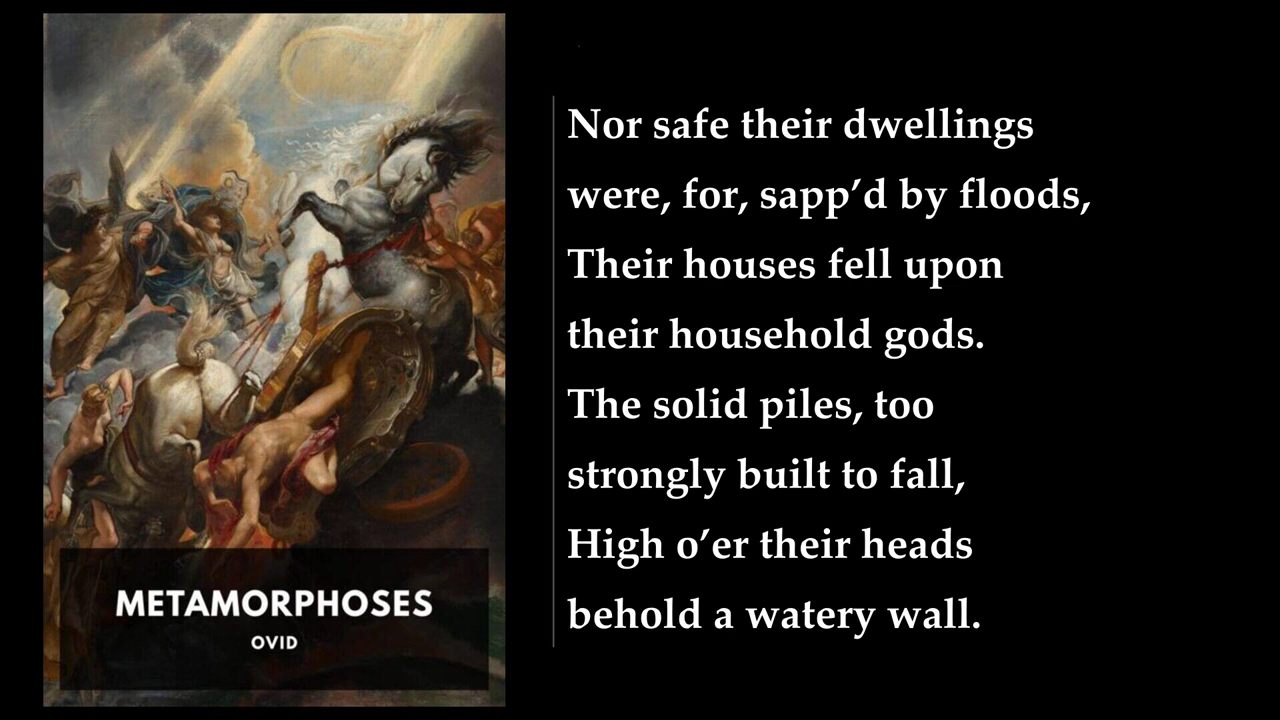 METAMORPHOSES
OVID
Nor safe their dwellings
were, for, sapp’d by floods,
Their houses fell upon
their household gods.
The solid piles, too
strongly built to fall,
High o’er their heads
behold a watery wall.